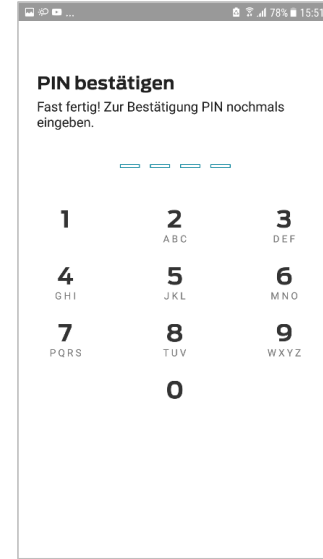 ... 78% 15:51
PIN bestätigen
Fast fertig! Zur Bestätigung PIN nochmals
eingeben.
1 2 3
ABC DEF
4 5 6
GHI JKL MNO
7 8 9
PQRS TUV WXYZ
0